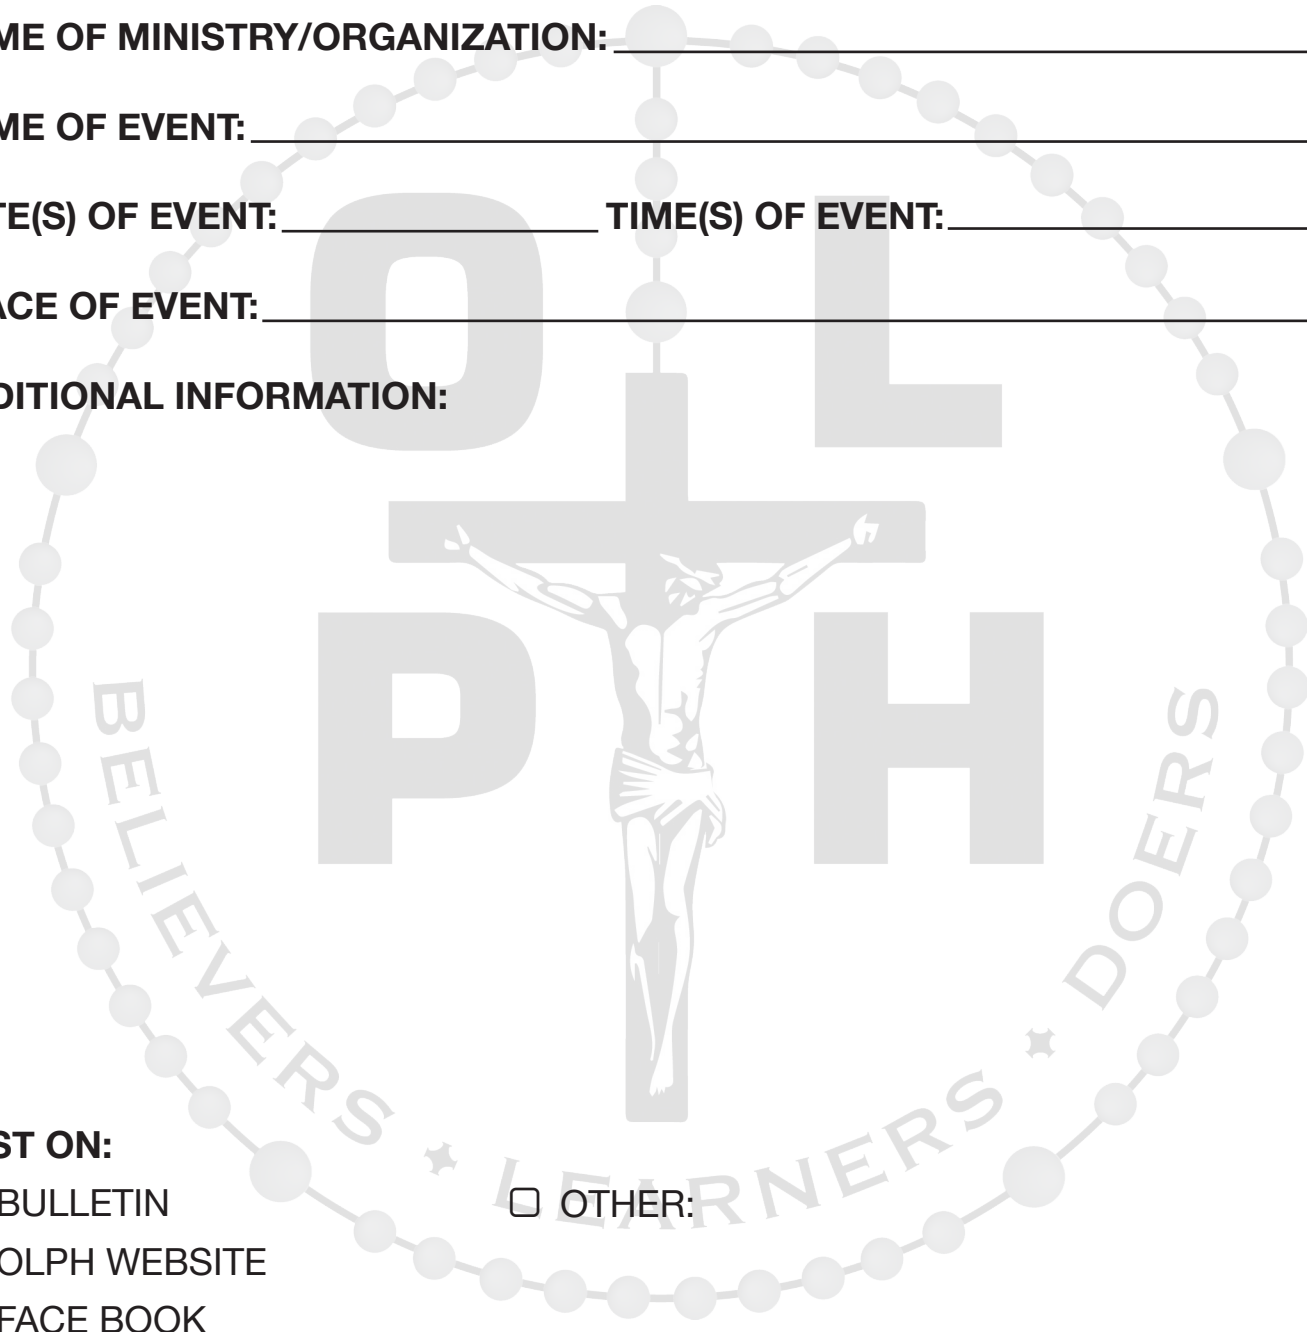 ME OF MINISTRY/ORGANIZATION:
ME OF EVENT:
TE(S) OF EVENT: TIME(S) OF EVENT:
ACE OF EVENT:
DITIONAL INFORMATION:
O L
P H
BELIEVERS ✦ LEARNERS ✦ DOERS
ST ON:
BULLETIN
OTHER:
OLPH WEBSITE
FACE BOOK